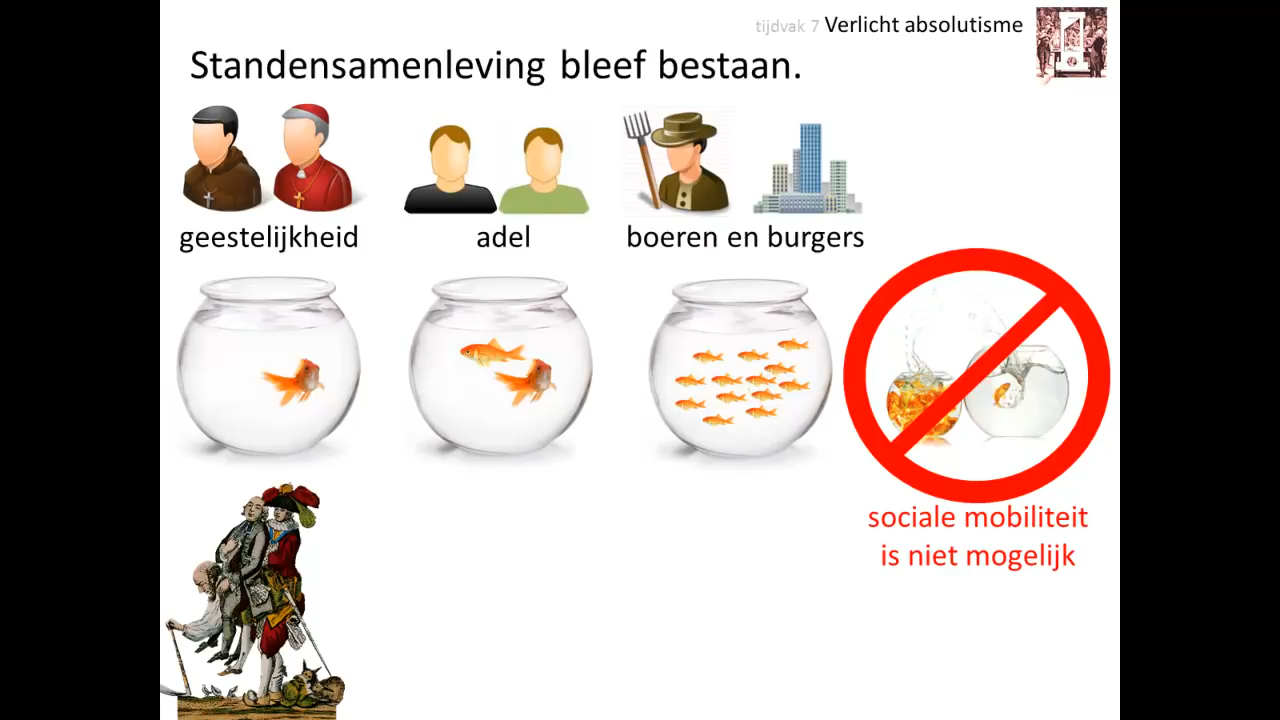 tijdvak 7 Verlicht absolutisme
Standensamenleving bleef bestaan.
geestelijkheid
adel
boeren en burgers
sociale mobiliteit
is niet mogelijk